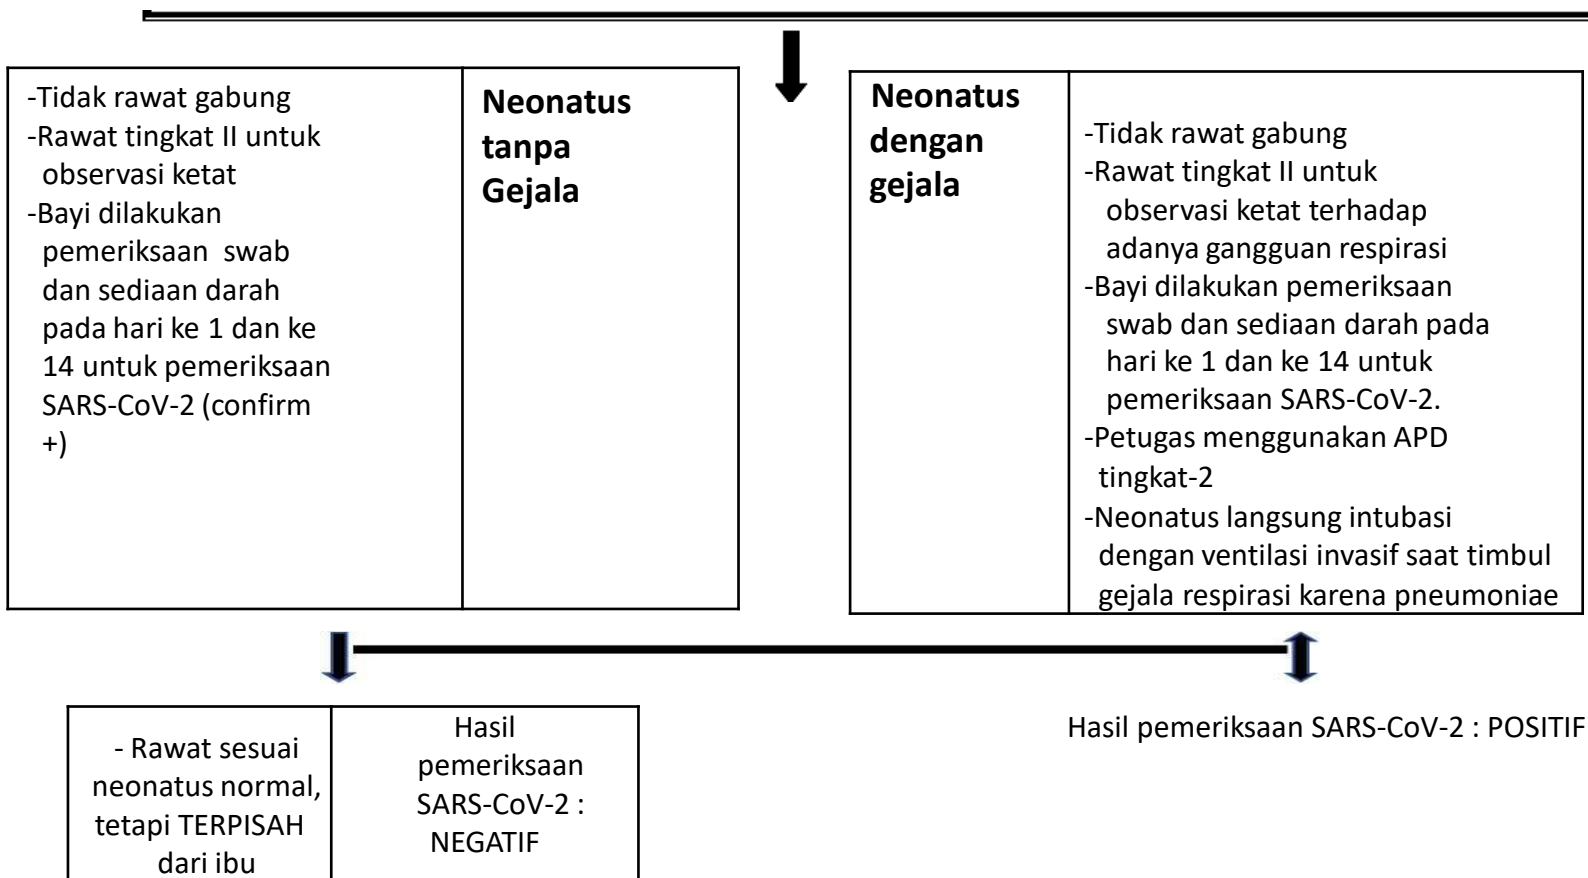 -Tidak rawat gabung
-Rawat tingkat II untuk
observasi ketat
-Bayi dilakukan
pemeriksaan swab
dan sediaan darah
pada hari ke 1 dan ke
14 untuk pemeriksaan
SARS-CoV-2 (confirm
+)
Neonatus
tanpa
Gejala
Neonatus
dengan
gejala
-Tidak rawat gabung
-Rawat tingkat II untuk
observasi ketat terhadap
adanya gangguan respirasi
-Bayi dilakukan pemeriksaan
swab dan sediaan darah pada
hari ke 1 dan ke 14 untuk
pemeriksaan SARS-CoV-2.
-Petugas menggunakan APD
tingkat-2
-Neonatus langsung intubasi
dengan ventilasi invasif saat timbul
gejala respirasi karena pneumoniae
- Rawat sesuai
neonatus normal,
tetapi TERPISAH
dari ibu
Hasil
pemeriksaan
SARS-CoV-2 :
NEGATIF
Hasil pemeriksaan SARS-CoV-2 : POSITIF